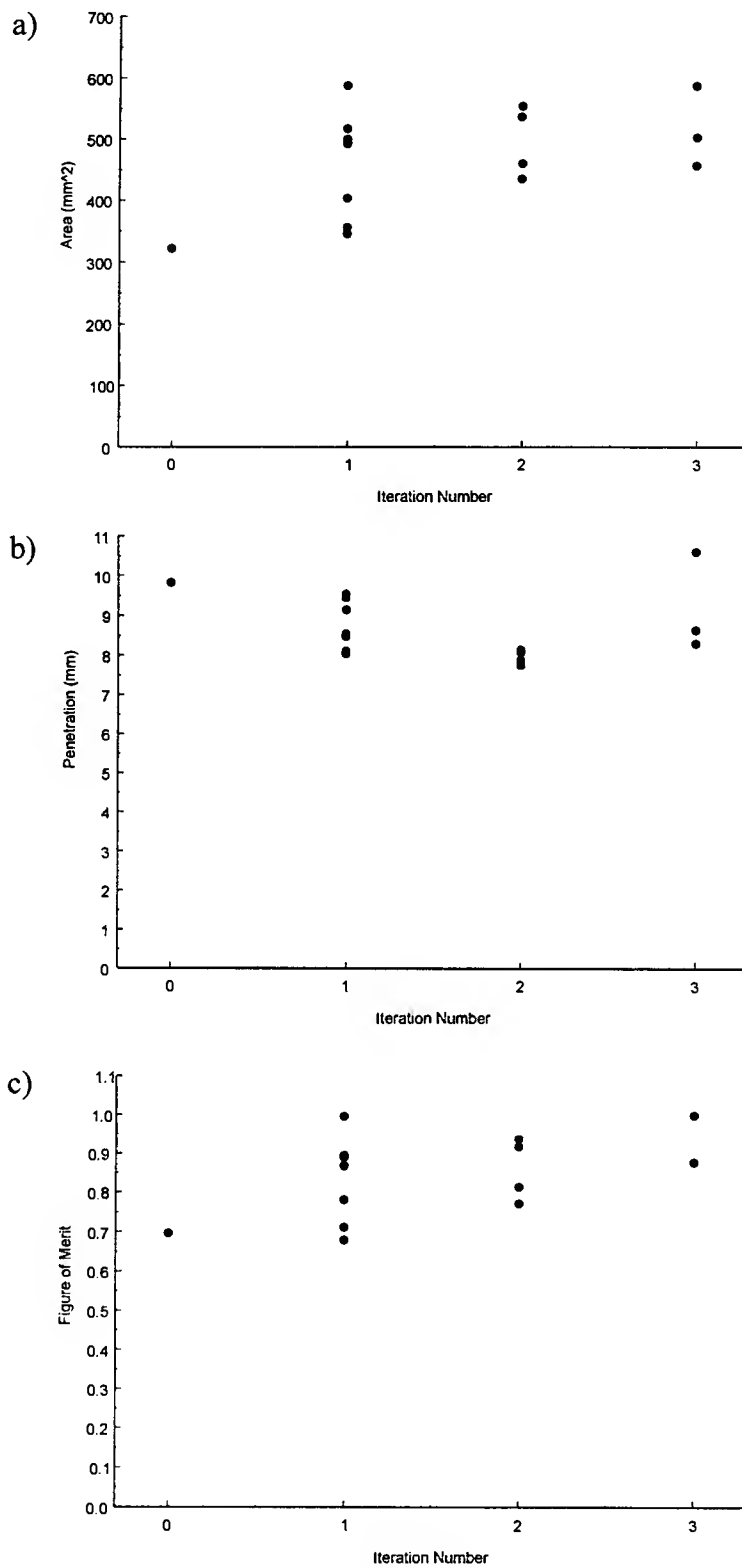 a)
700
600
500
400
300
200
100
0
Area (mm^2)
0 1 2 3
Iteration Number
b)
11
10
9
8
7
6
5
4
3
2
1
0
Penetration (mm)
0 1 2 3
Iteration Number
c)
1.1
1.0
0.9
0.8
0.7
0.6
0.5
0.4
0.3
0.2
0.1
0.0
Figure of Merit
0 1 2 3
Iteration Number